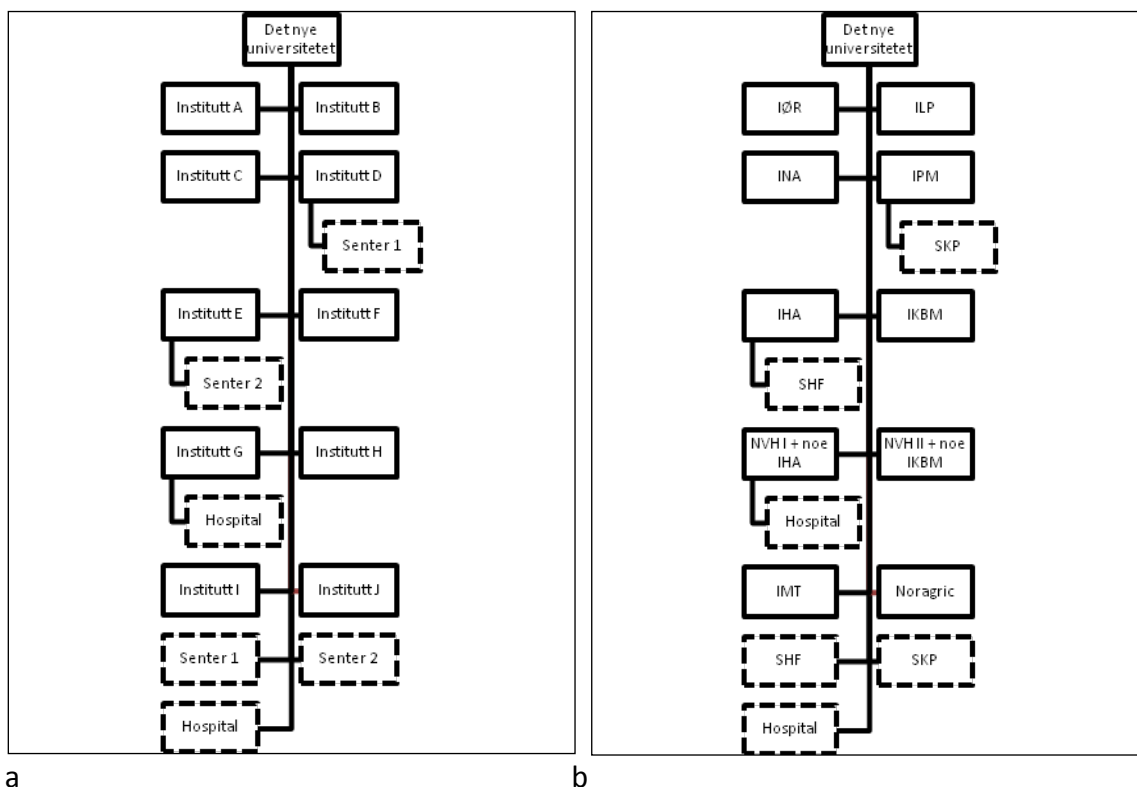 Det nye
universitetet
Institutt A
Institutt B
Institutt C
Institutt D
Senter 1
Institutt E
Institutt F
Senter 2
Institutt G
Institutt H
Hospital
Institutt I
Institutt J
Senter 1
Senter 2
Hospital
a
Det nye
universitetet
IØR
ILP
INA
IPM
SKP
IHA
IKBM
SHF
NVH I + noe
IHA
NVH II + noe
IKBM
Hospital
IMT
Noragric
SHF
SKP
Hospital
b